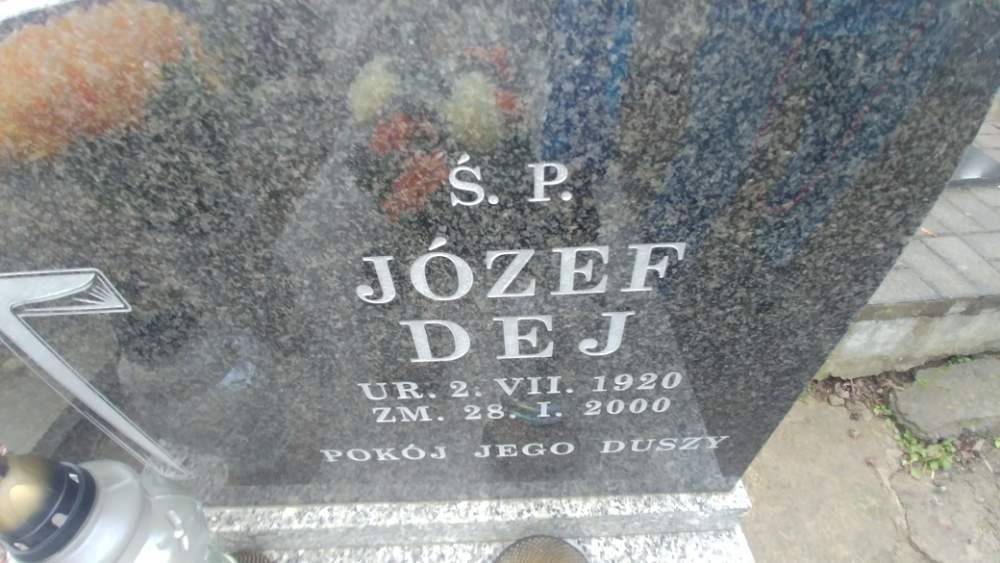 Ś. P.
JÓZEF
DEJ
UR. 2. VII. 1920
ZM. 28. I. 2000
POKÓJ JEGO DUSZY